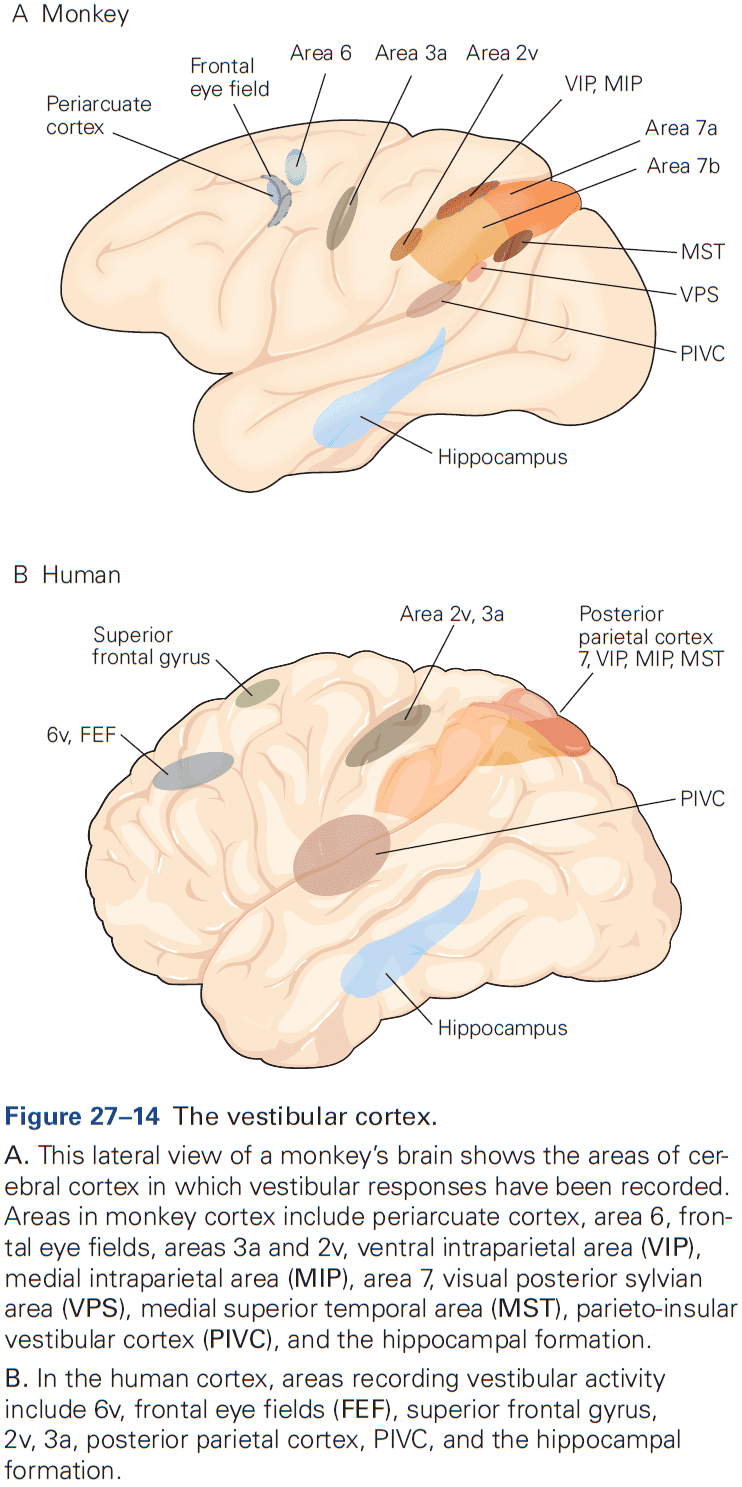 A Monkey
Area 6
Area 3a
Area 2v
Frontal
eye field
VIP, MIP
Periarcuate
cortex
Area 7a
Area 7b
MST
VPS
PIVC
Hippocampus
B Human
Area 2v, 3a
Posterior
parietal cortex
7, VIP, MIP, MST
Superior
frontal gyrus
6v, FEF
PIVC
Hippocampus
Figure 27–14 The vestibular cortex.
A. This lateral view of a monkey’s brain shows the areas of cer-
ebral cortex in which vestibular responses have been recorded.
Areas in monkey cortex include periarcuate cortex, area 6, fron-
tal eye fields, areas 3a and 2v, ventral intraparietal area (VIP),
medial intraparietal area (MIP), area 7, visual posterior sylvian
area (VPS), medial superior temporal area (MST), parieto-insular
vestibular cortex (PIVC), and the hippocampal formation.
B. In the human cortex, areas recording vestibular activity
include 6v, frontal eye fields (FEF), superior frontal gyrus,
2v, 3a, posterior parietal cortex, PIVC, and the hippocampal
formation.